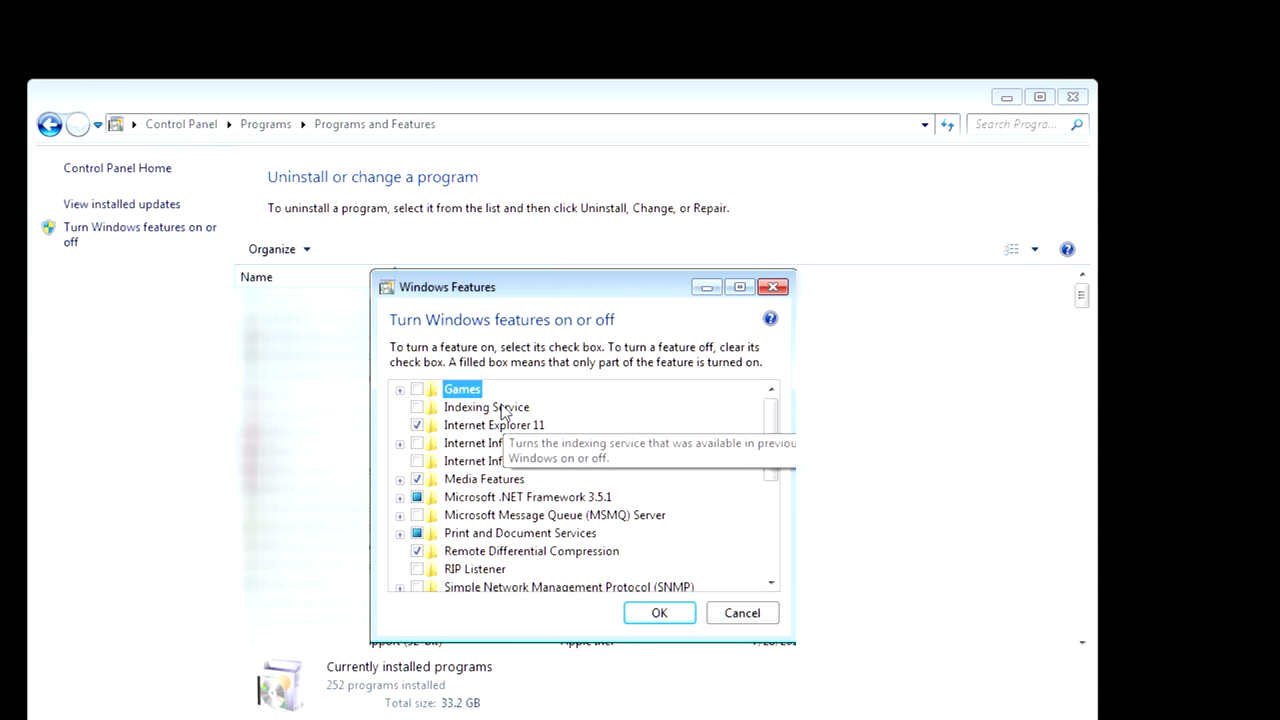 Control Panel
Programs
Programs and Features
Search Progra...
Control Panel Home
View installed updates
Turn Windows features on or
off
Uninstall or change a program
To uninstall a program, select it from the list and then click Uninstall, Change, or Repair.
Organize
Name
Windows Features
Turn Windows features on or off
To turn a feature on, select its check box. To turn a feature off, clear its
check box. A filled box means that only part of the feature is turned on.
Games
Indexing Service
Internet Explorer 11
Internet Inf
Turns the indexing service that was available in previou
Windows on or off.
Internet Inf
Media Features
Microsoft .NET Framework 3.5.1
Microsoft Message Queue (MSMQ) Server
Print and Document Services
Remote Differential Compression
RIP Listener
Simple Network Management Protocol (SNMP)
OK
Cancel
Currently installed programs
252 programs installed
Total size: 33.2 GB